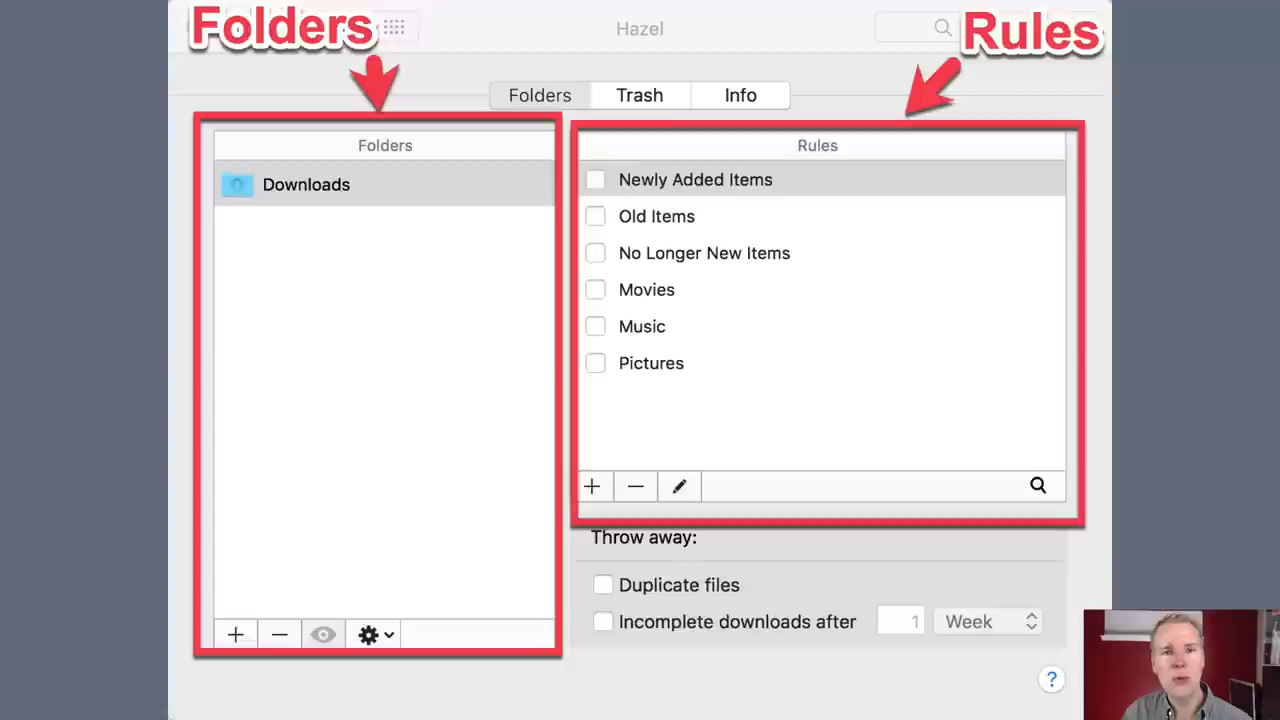 Folders
Hazel
Rules
Folders
Trash
Info
Folders
Downloads
Rules
Newly Added Items
Old Items
No Longer New Items
Movies
Music
Pictures
Throw away:
Duplicate files
Incomplete downloads after 1 Week
?